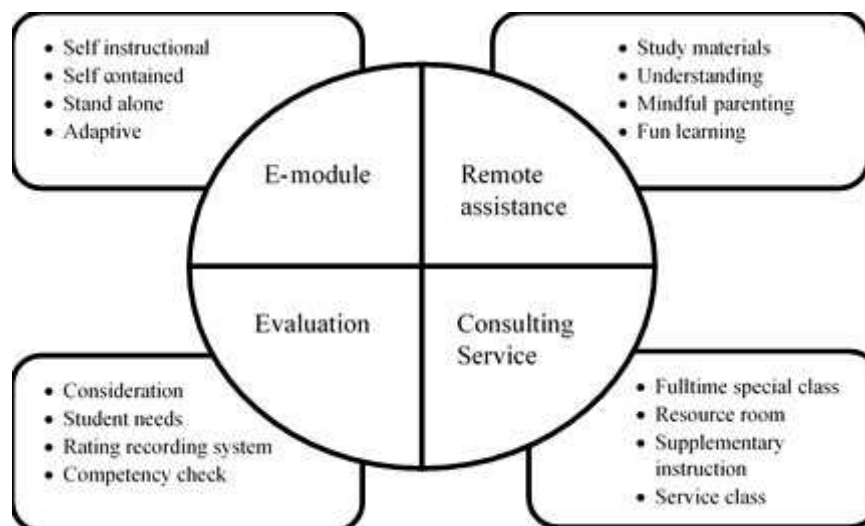 • Self instructional
• Self contained
• Stand alone
• Adaptive
• Study materials
• Understanding
• Mindful parenting
• Fun learning
E-module
Remote
assistance
Evaluation
Consulting
Service
• Consideration
• Student needs
• Rating recording system
• Competency check
• Fulltime special class
• Resource room
• Supplementary
instruction
• Service class